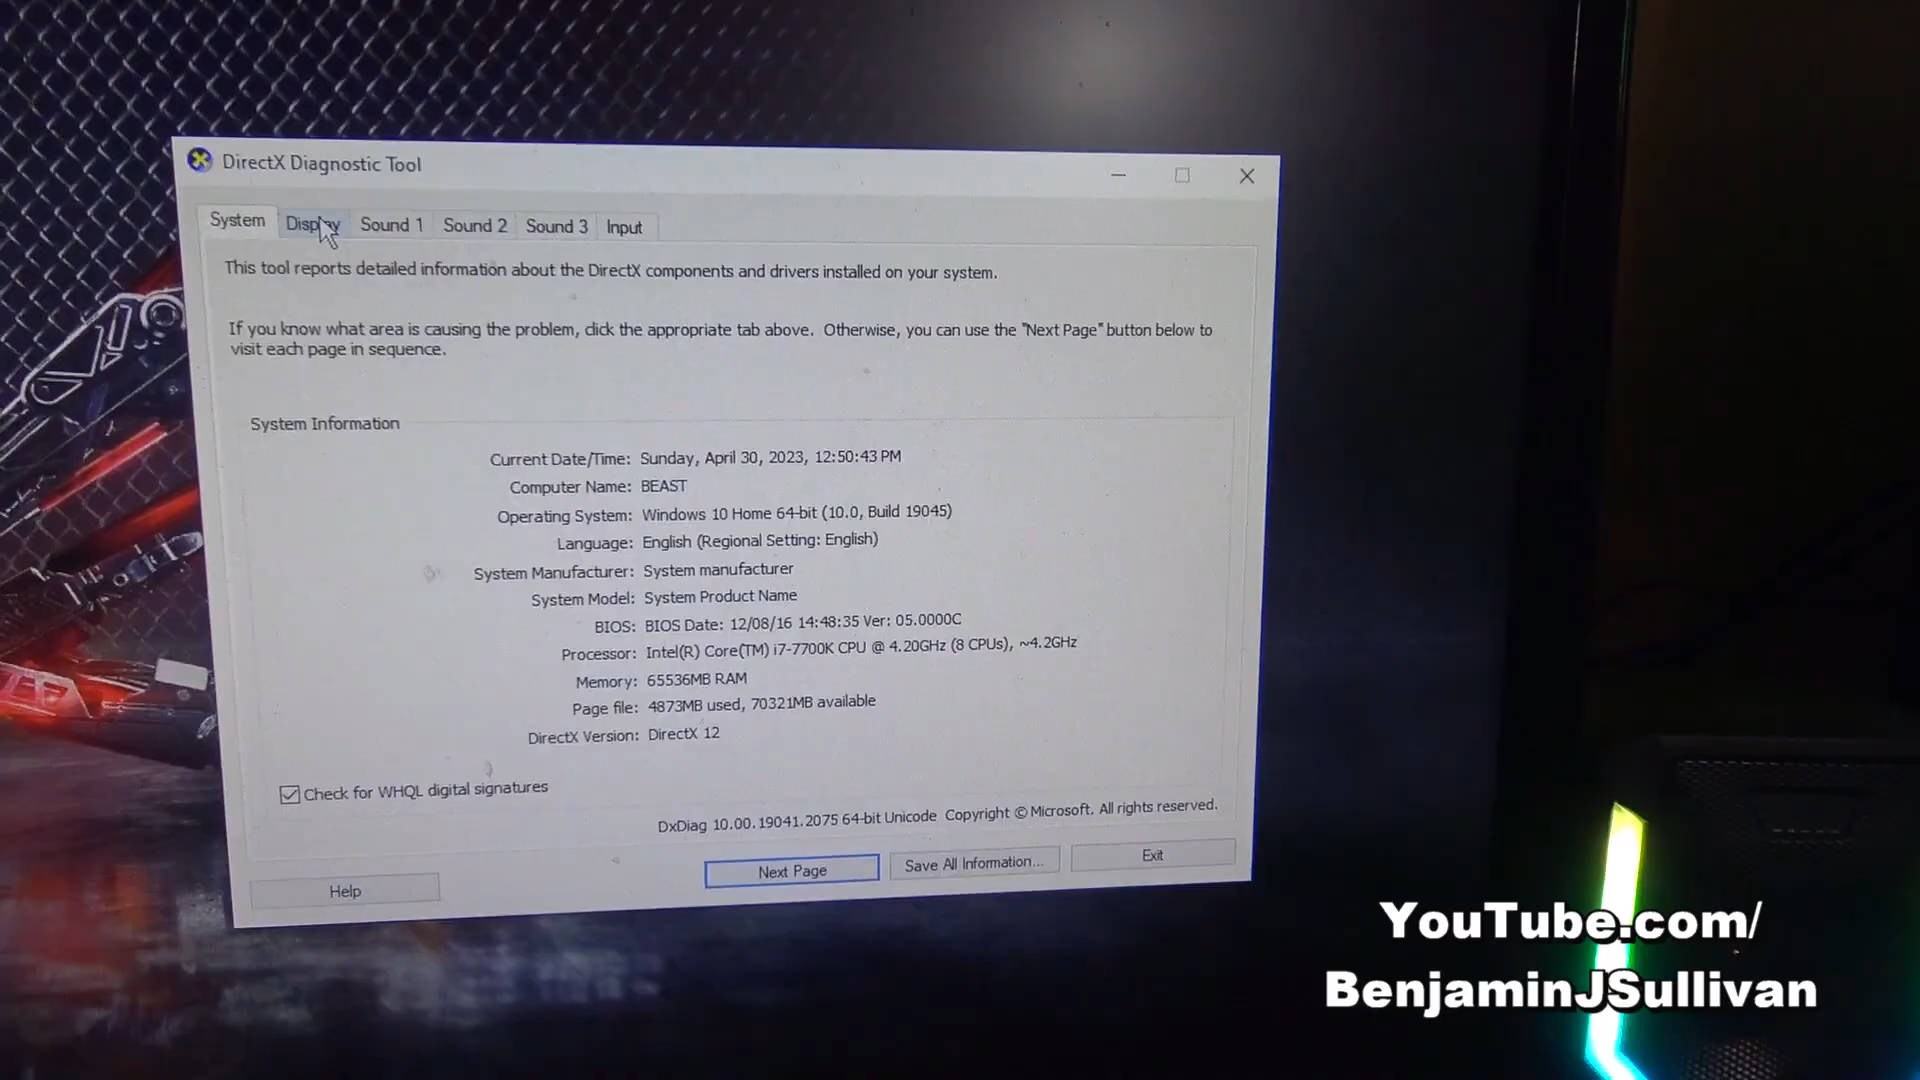 DirectX Diagnostic Tool
System Display Sound 1 Sound 2 Sound 3 Input
This tool reports detailed information about the DirectX components and drivers installed on your system.
If you know what area is causing the problem, click the appropriate tab above.  Otherwise, you can use the "Next Page" button below to
visit each page in sequence.
System Information
Current Date/Time: Sunday, April 30, 2023, 12:50:43 PM
Computer Name: BEAST
Operating System: Windows 10 Home 64-bit (10.0, Build 19045)
Language: English (Regional Setting: English)
System Manufacturer: System manufacturer
System Model: System Product Name
BIOS: BIOS Date: 12/08/16 14:48:35 Ver: 05.0000C
Processor: Intel(R) Core(TM) i7-7700K CPU @ 4.20GHz (8 CPUs), ~4.2GHz
Memory: 65536MB RAM
Page file: 4873MB used, 70321MB available
DirectX Version: DirectX 12
Check for WHQL digital signatures
DxDiag 10.00.19041.2075 64-bit Unicode  Copyright © Microsoft. All rights reserved.
Help Next Page Save All Information... Exit
YouTube.com/
BenjaminJSullivan